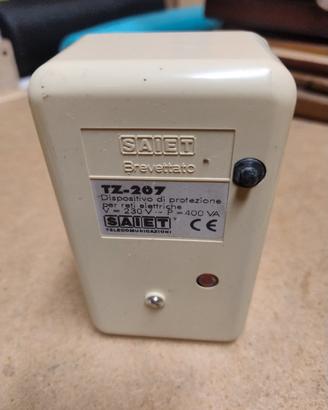 SAIET
Brevettato
TZ-207
Dispositivo di protezione
per reti elettriche
V = 230 V ~ P = 400 VA
SAIET
TELECOMUNICAZIONI
CE